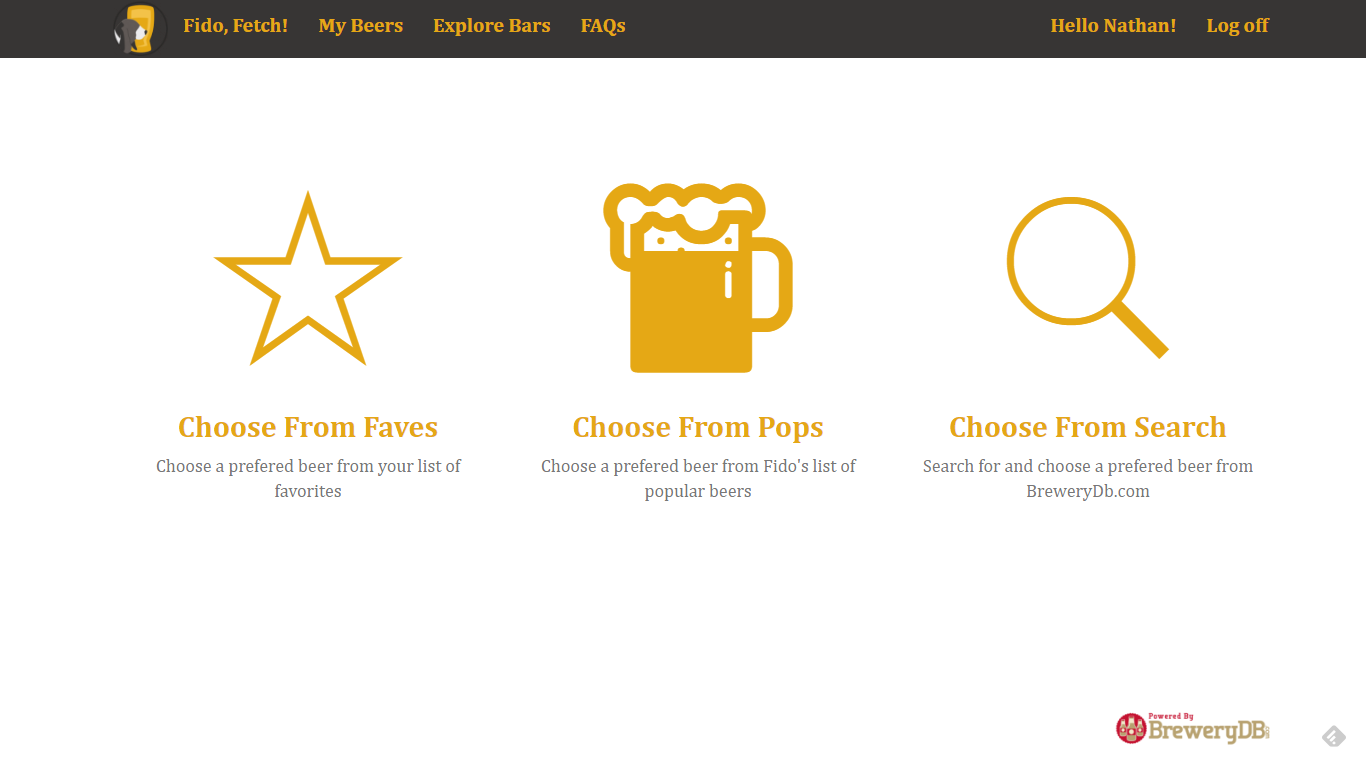 Fido, Fetch! My Beers Explore Bars FAQs Hello Nathan! Log off
Choose From Faves
Choose a prefered beer from your list of
favorites
Choose From Pops
Choose a prefered beer from Fido's list of
popular beers
Choose From Search
Search for and choose a prefered beer from
BreweryDb.com
Powered By
BreweryDB